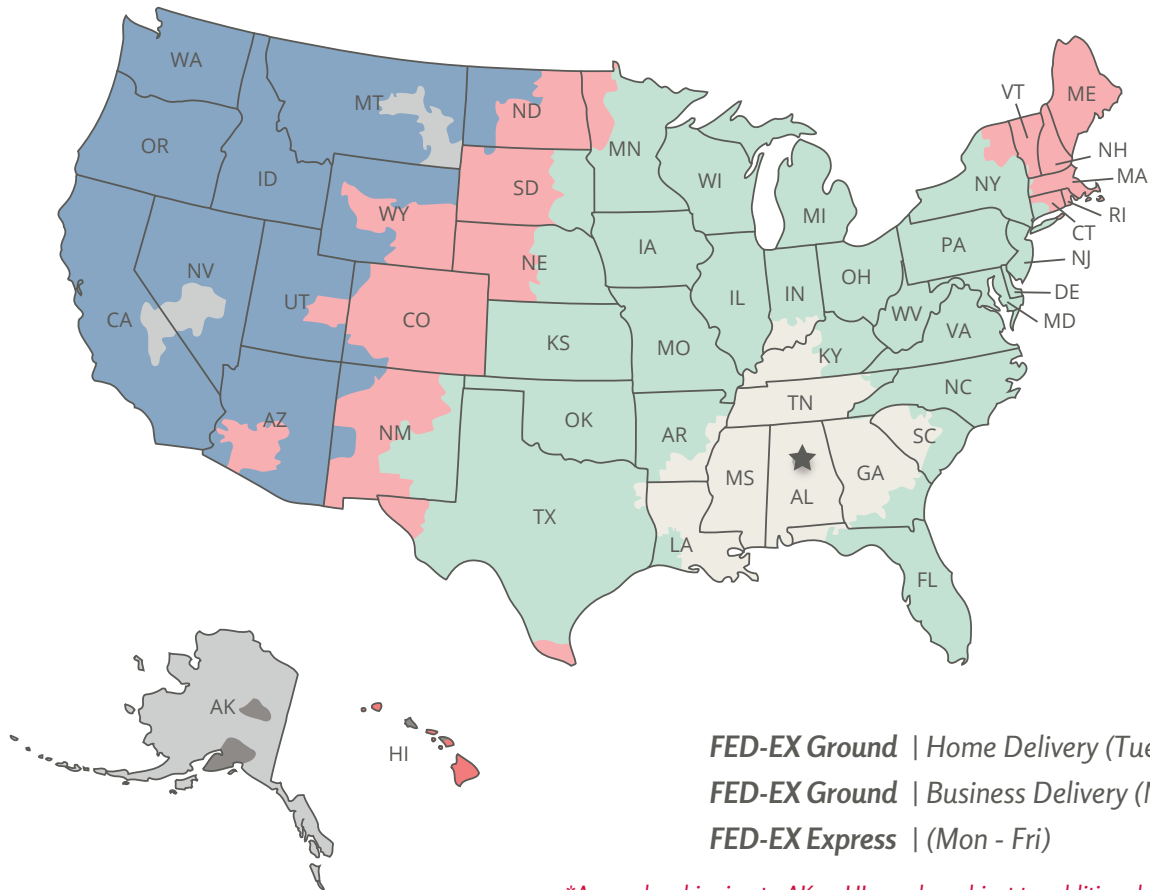 WA
MT
ND
MN
VT
ME
OR
ID
WY
SD
WI
MI
NY
NH
MA
RI
CT
NV
UT
CO
NE
IA
IL
IN
OH
PA
NJ
DE
MD
CA
KS
MO
KY
WV
VA
AZ
NM
OK
AR
TN
NC
SC
TX
LA
MS
AL
GA
FL
AK
HI
FED-EX Ground | Home Delivery (Tue
FED-EX Ground | Business Delivery (
FED-EX Express | (Mon - Fri)